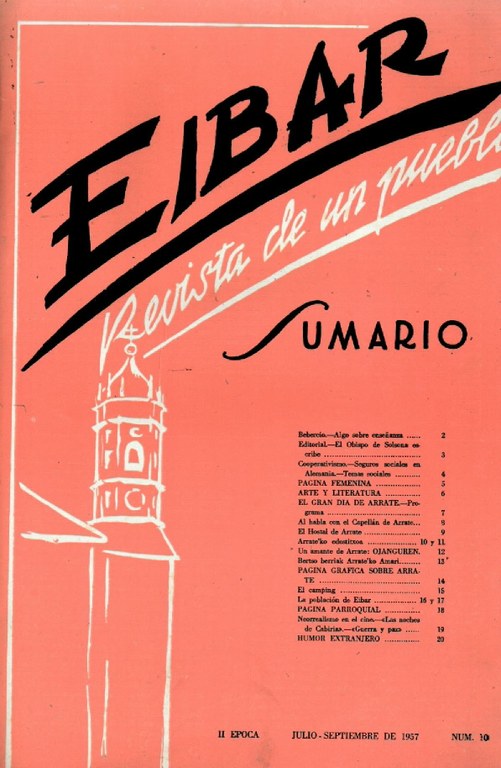 EIBAR
Revista de un pueblo
SUMARIO
Bebercio.—Algo sobre enseñanza ...... 2
Editorial.—El Obispo de Solsona es-
cribe ........................ 3
Cooperativismo.—Seguros sociales en
Alemania.—Temas sociales ........ 4
PAGINA FEMENINA ............... 5
ARTE Y LITERATURA ............. 6
EL GRAN DIA DE ARRATE.—Pro-
grama ........................ 7
Al habla con el Capellán de Arrate... 8
El Hostal de Arrate ................ 9
Arrate'ko edestitxoa ............ 10 y 11
Un amante de Arrate: OJANGUREN. 12
Bertso berriak Arrate'ko Amari....... 13
PAGINA GRAFICA SOBRE ARRA-
TE ........................ 14
El camping ........................ 15
La población de Eibar ............ 16 y 17
PAGINA PARROQUIAL ............ 18
Neorrealismo en el cine.—«Las noches
de Cabiria».—«Guerra y paz» ...... 19
HUMOR EXTRANJERO ............ 20
II EPOCA JULIO-SEPTIEMBRE DE 1957 NUM. 10